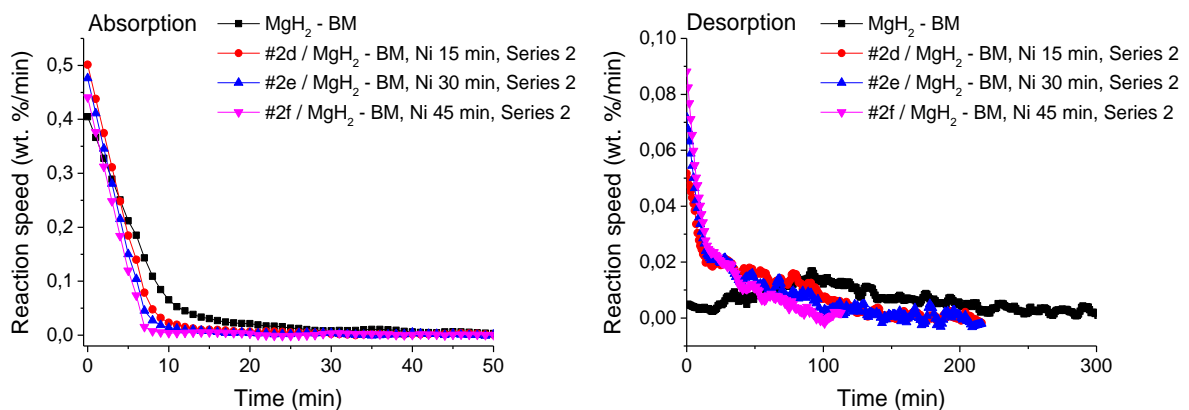 Absorption
MgH₂ - BM
#2d / MgH₂ - BM, Ni 15 min, Series 2
#2e / MgH₂ - BM, Ni 30 min, Series 2
#2f / MgH₂ - BM, Ni 45 min, Series 2
Reaction speed (wt. %/min)
0,5
0,4
0,3
0,2
0,1
0,0
0 10 20 30 40 50
Time (min)
Desorption
MgH₂ - BM
#2d / MgH₂ - BM, Ni 15 min, Series 2
#2e / MgH₂ - BM, Ni 30 min, Series 2
#2f / MgH₂ - BM, Ni 45 min, Series 2
Reaction speed (wt. %/min)
0,10
0,08
0,06
0,04
0,02
0,00
0 100 200 300
Time (min)